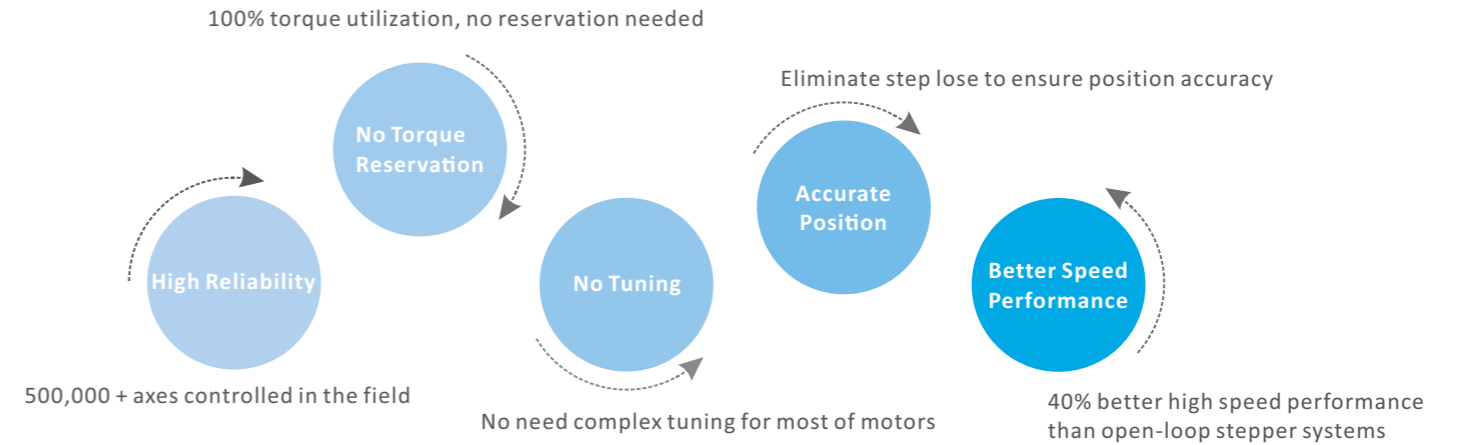 100% torque utilization, no reservation needed
No Torque
Reservation
Eliminate step lose to ensure position accuracy
Accurate
Position
High Reliability
No Tuning
Better Speed
Performance
500,000 + axes controlled in the field
No need complex tuning for most of motors
40% better high speed performance
than open-loop stepper systems